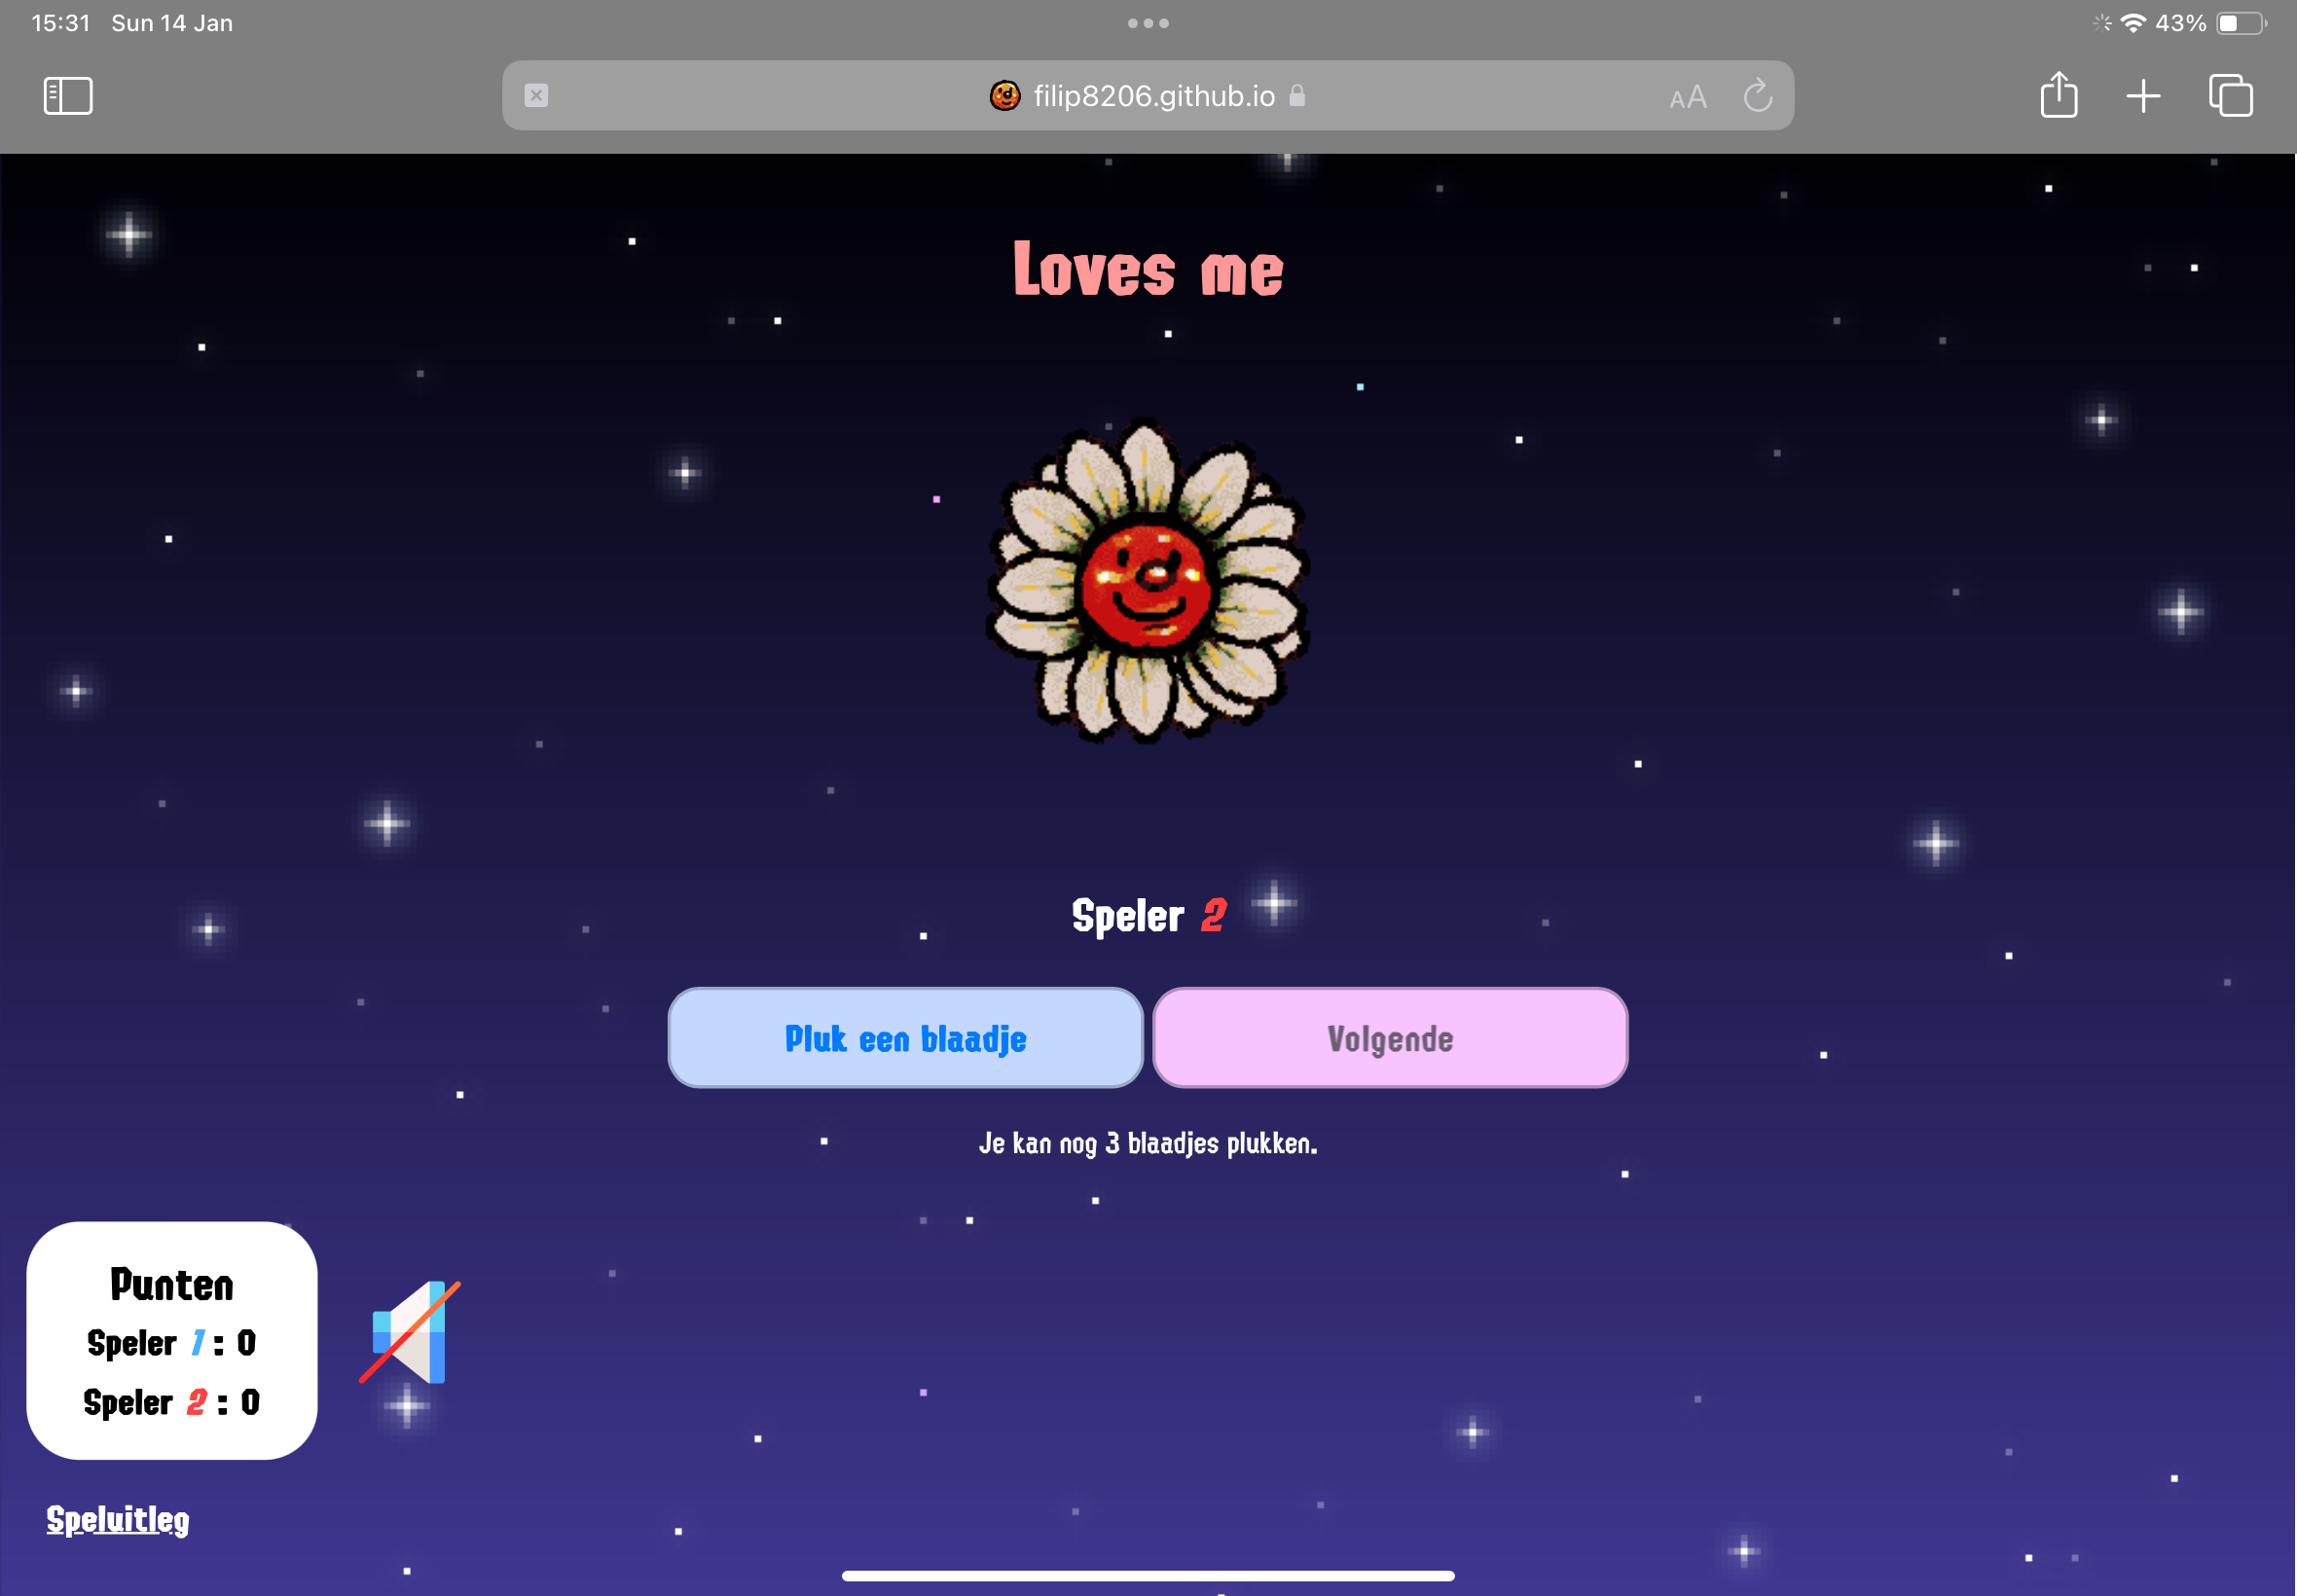 15:31 Sun 14 Jan
43%
filip8206.github.io
AA
Loves me
Speler 2
Pluk een blaadje
Volgende
Je kan nog 3 blaadjes plukken.
Punten
Speler 1 : 0
Speler 2 : 0
Speluitleg